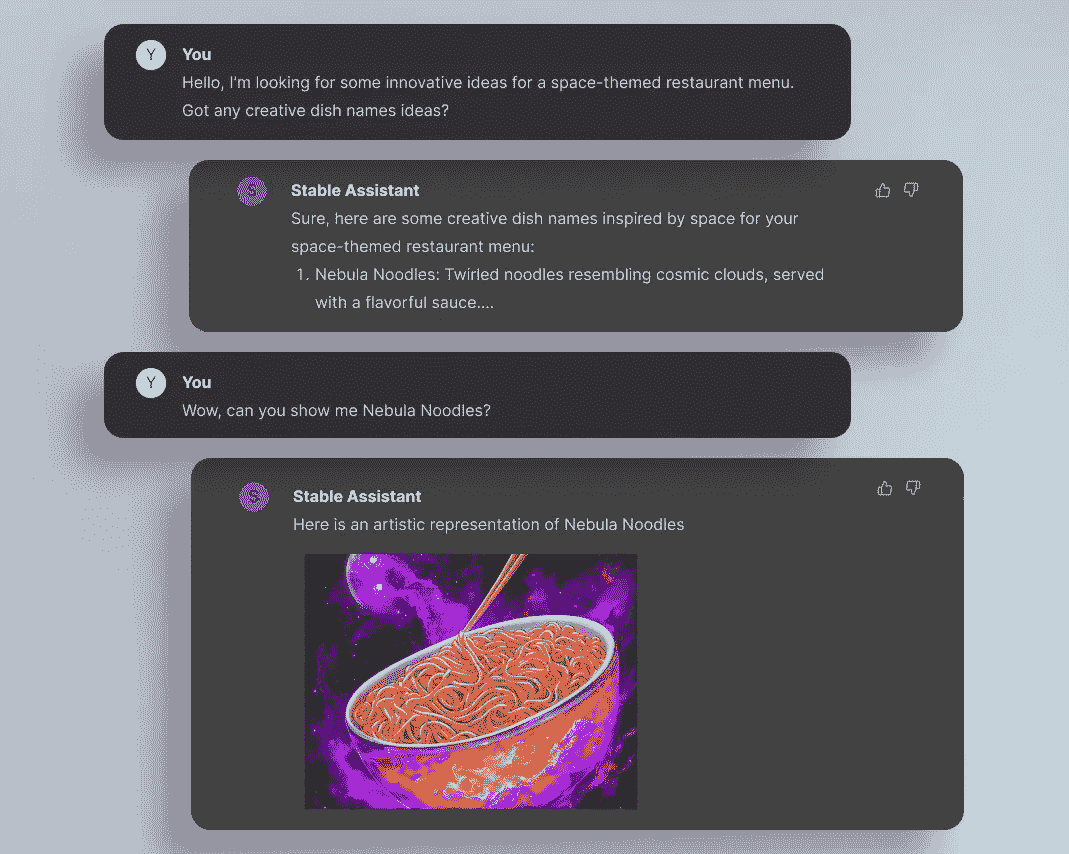 Y You
Hello, I'm looking for some innovative ideas for a space-themed restaurant menu.
Got any creative dish names ideas?
S Stable Assistant
Sure, here are some creative dish names inspired by space for your
space-themed restaurant menu:
1. Nebula Noodles: Twirled noodles resembling cosmic clouds, served
with a flavorful sauce....
Y You
Wow, can you show me Nebula Noodles?
S Stable Assistant
Here is an artistic representation of Nebula Noodles